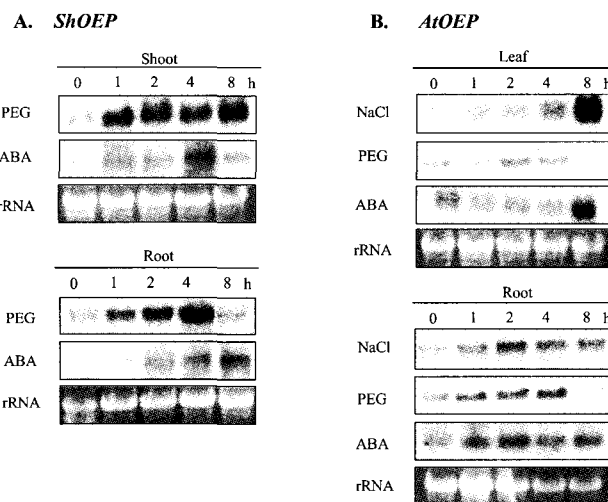 A. ShOEP
Shoot
0 1 2 4 8 h
PEG
ABA
rRNA
Root
0 1 2 4 8 h
PEG
ABA
rRNA
B. AtOEP
Leaf
0 1 2 4 8 h
NaCl
PEG
ABA
rRNA
Root
0 1 2 4 8 h
NaCl
PEG
ABA
rRNA